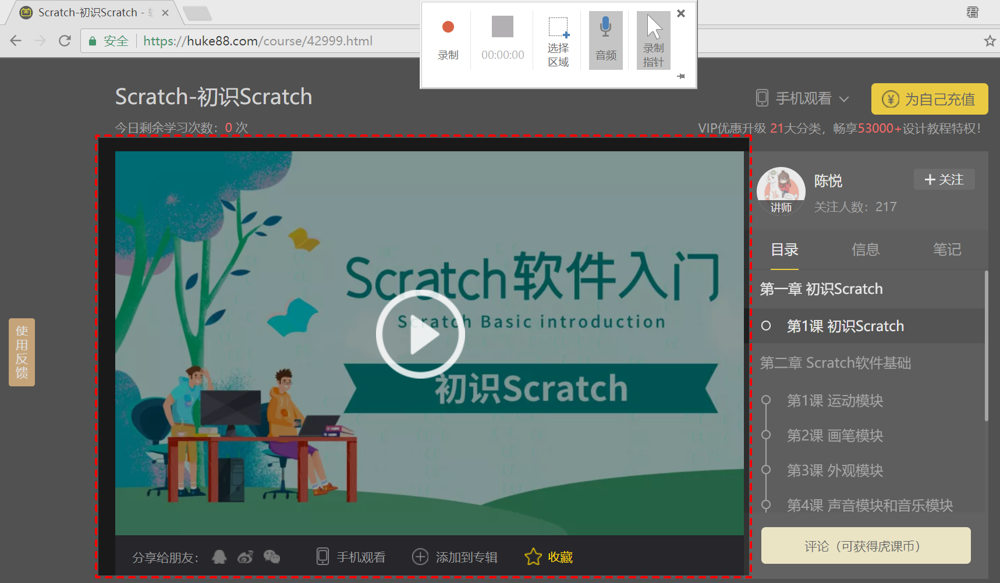 Scratch-初识Scratch -
君
安全
https://huke88.com/course/42999.html
录制
00:00:00
选择
区域
音频
录制
指针
Scratch-初识Scratch
手机观看
为自己充值
今日剩余学习次数：0 次
VIP优惠升级 21大分类，畅享53000+设计教程特权！
陈悦
+ 关注
讲师
关注人数：217
目录
信息
笔记
Scratch软件入门
Scratch Basic introduction
初识Scratch
第一章 初识Scratch
第1课 初识Scratch
第二章 Scratch软件基础
第1课 运动模块
第2课 画笔模块
第3课 外观模块
第4课 声音模块和音乐模块
使用反馈
分享给朋友：
手机观看
添加到专辑
收藏
评论（可获得虎课币）